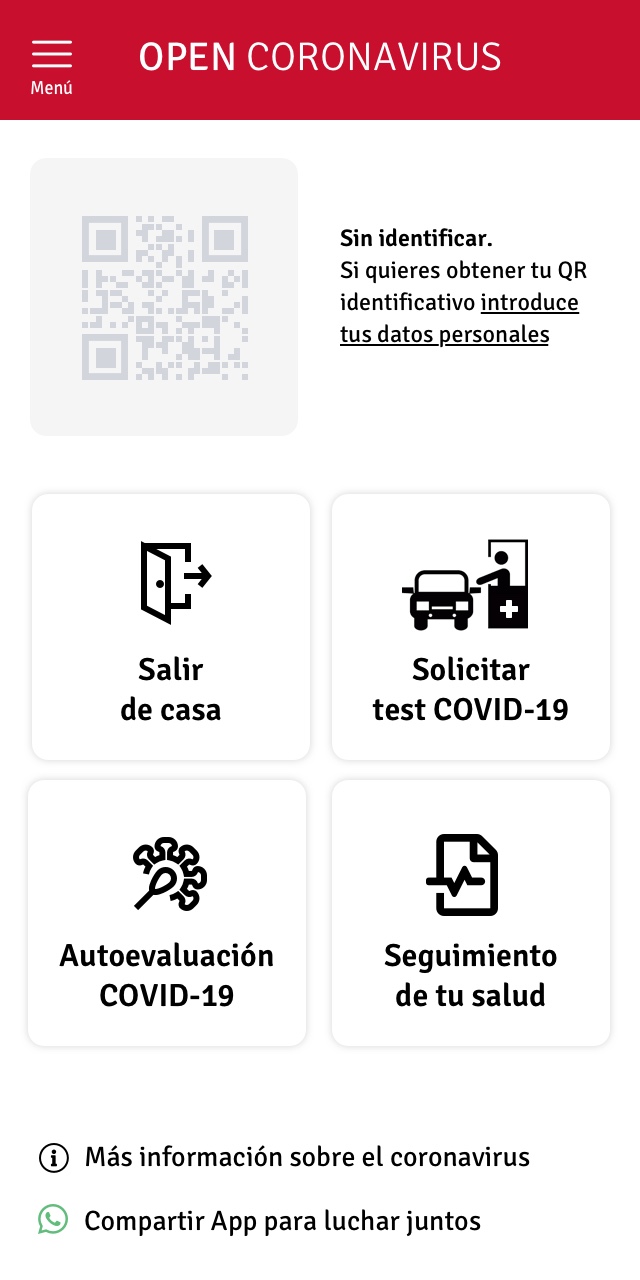 OPEN CORONAVIRUS
Menú
Sin identificar.
Si quieres obtener tu QR
identificativo introduce
tus datos personales
Salir
de casa
Solicitar
test COVID-19
Autoevaluación
COVID-19
Seguimiento
de tu salud
Más información sobre el coronavirus
Compartir App para luchar juntos